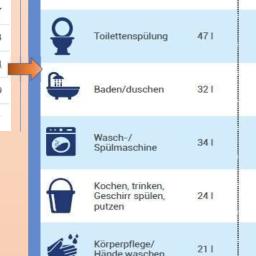 Toilettenspülung 47 l
Baden/duschen 32 l
Wasch-/
Spülmaschine 34 l
Kochen, trinken,
Geschirr spülen, 24 l
putzen
Körperpflege/
Hände waschen 21 l